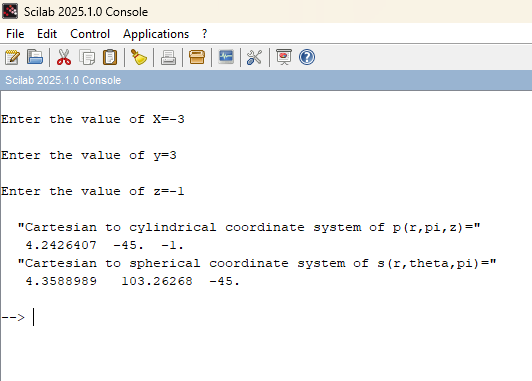 Scilab 2025.1.0 Console
File Edit Control Applications ?
Scilab 2025.1.0 Console
Enter the value of X=-3
Enter the value of y=3
Enter the value of z=-1
"Cartesian to cylindrical coordinate system of p(r,pi,z)="
4.2426407 -45. -1.
"Cartesian to spherical coordinate system of s(r,theta,pi)="
4.3588989 103.26268 -45.
-->